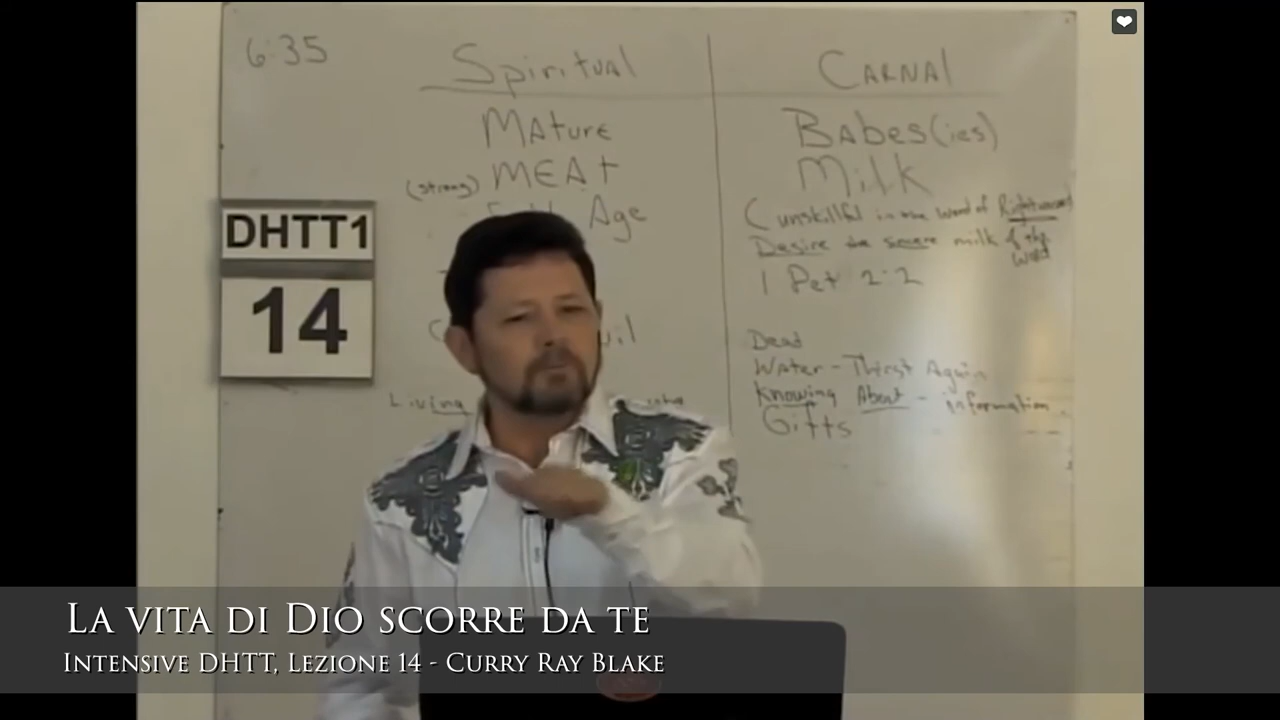 6:35
Spiritual
CARNAL
MAture
BABes(ies)
(strong) MEAt
Milk
Age
(unskillful in the word of Righteousness
Desire the sincere milk of the word
1 Pet 2:2
DHTT1
14
Dead
Water - Thirst Again
Living
Knowing About - information
Gifts
La vita di Dio scorre da te
Intensive DHTT, Lezione 14 - Curry Ray Blake